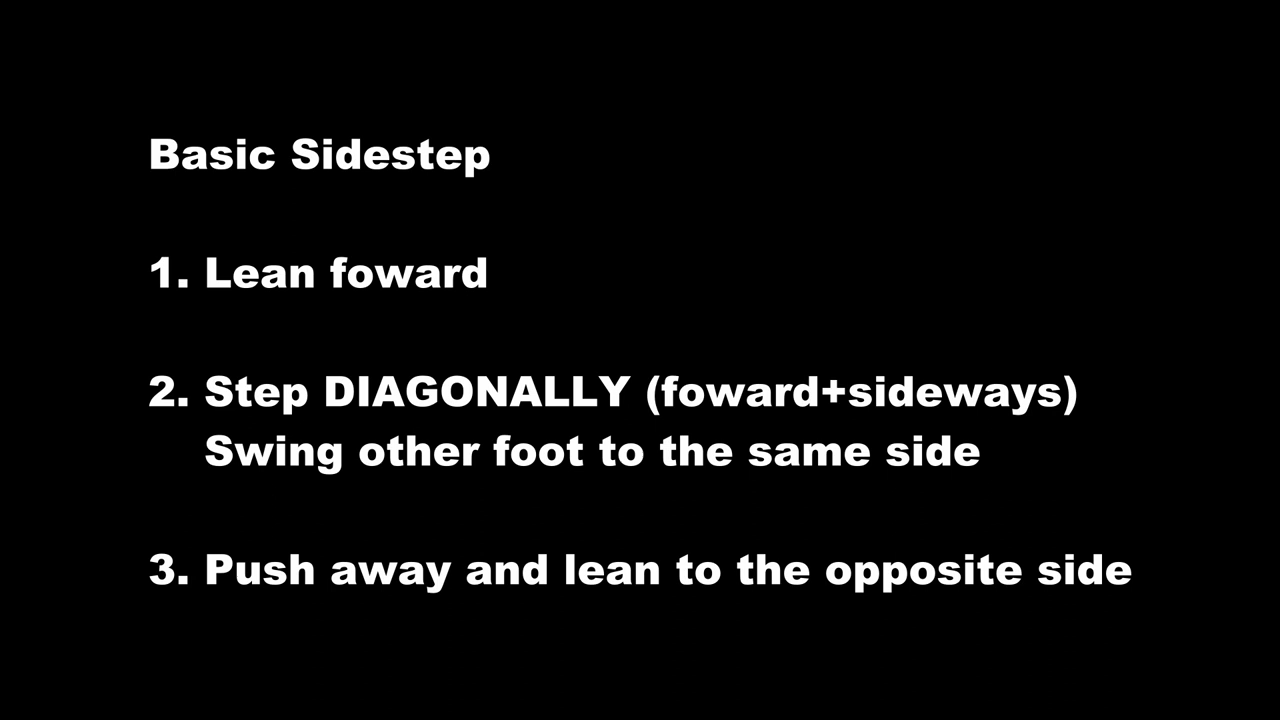 Basic Sidestep
1. Lean foward
2. Step DIAGONALLY (foward+sideways)
Swing other foot to the same side
3. Push away and lean to the opposite side